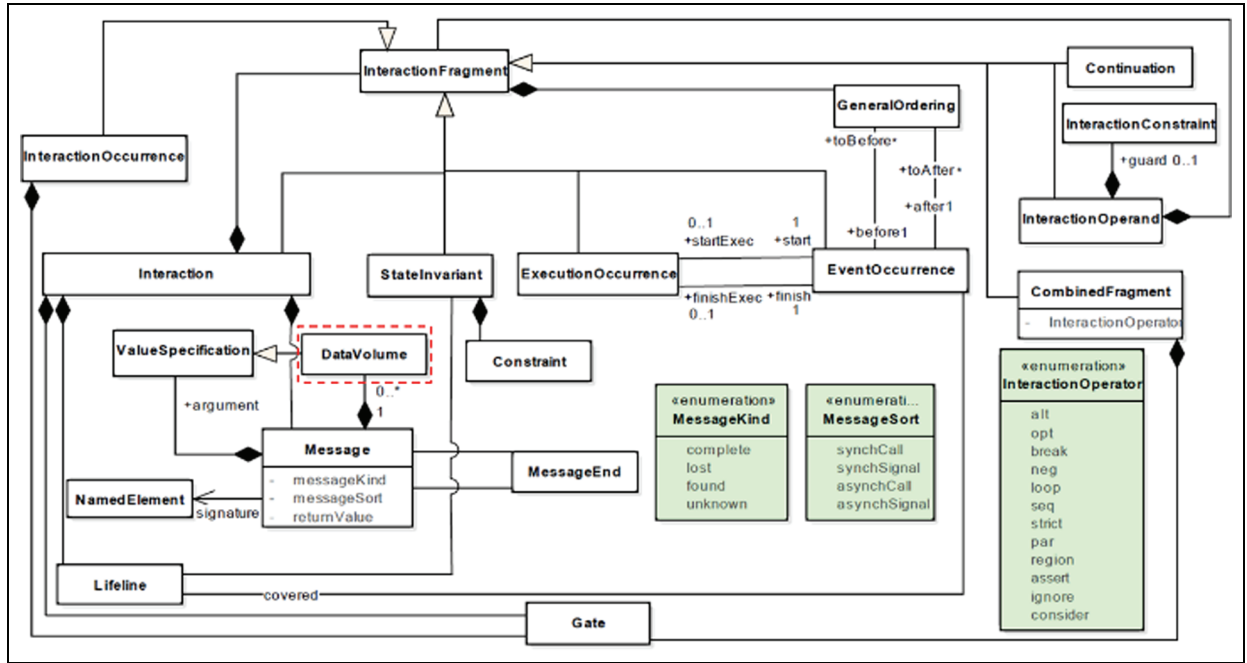 InteractionFragment
Continuation
GeneralOrdering
InteractionConstraint
+toBefore*
InteractionOccurrence
+guard 0..1
+toAfter*
+after1
InteractionOperand
0..1
1
+startExec
+start
+before1
Interaction
StateInvariant
ExecutionOccurrence
EventOccurrence
+finishExec
+finish
0..1
1
CombinedFragment
- InteractionOperator
ValueSpecification
DataVolume
Constraint
0..*
1
+argument
«enumeration»
InteractionOperator
alt
opt
break
neg
loop
seq
strict
par
region
assert
ignore
consider
«enumeration»
MessageKind
complete
lost
found
unknown
«enumerati...
MessageSort
synchCall
synchSignal
asynchCall
asynchSignal
Message
- messageKind
- messageSort
- returnValue
MessageEnd
NamedElement
signature
Lifeline
covered
Gate